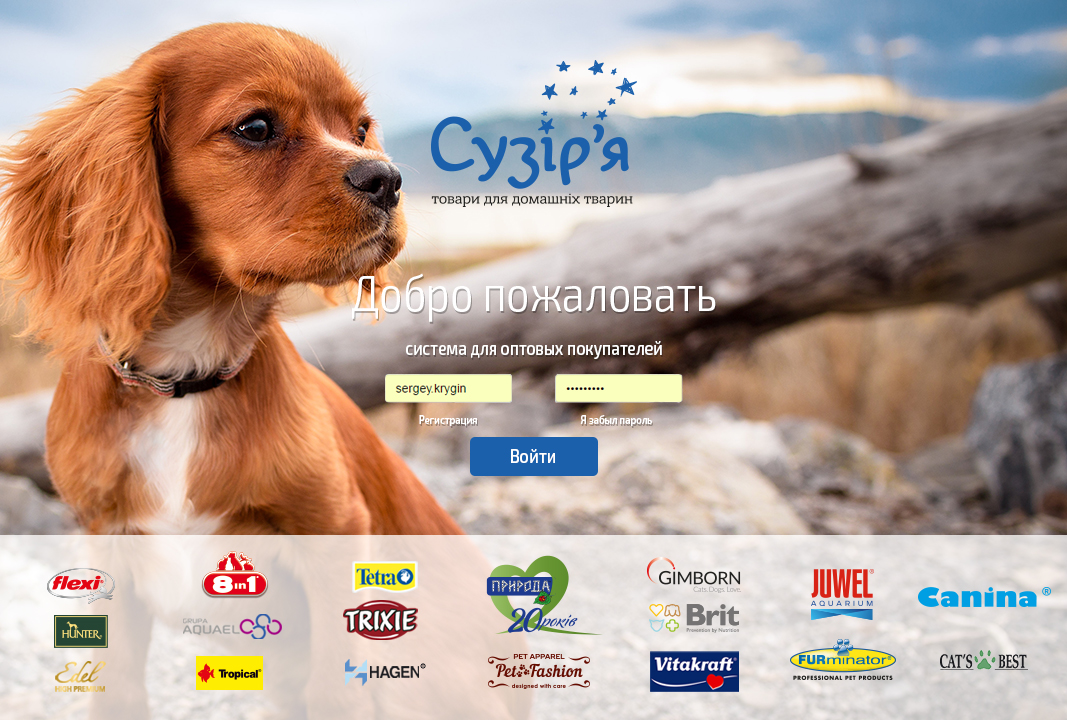 Сузір'я
товари для домашніх тварин
Добро пожаловать
система для оптовых покупателей
sergey.krygin
•••••••••
Регистрация
Я забыл пароль
Войти
flexi®
8in1
Tetra
ПРИРОДА
20 років
GIMBORN
Cats. Dogs. Love.
JUWEL®
AQUARIUM
Canina®
HUNTER
GRUPA
AQUAEL
TRIXIE
Brit
Prevention by Nutrition
Edel
HIGH PREMIUM
Tropical®
HAGEN®
PET APPAREL
Pet Fashion
designed with care
Vitakraft®
FURminator®
PROFESSIONAL PET PRODUCTS
CAT'S BEST